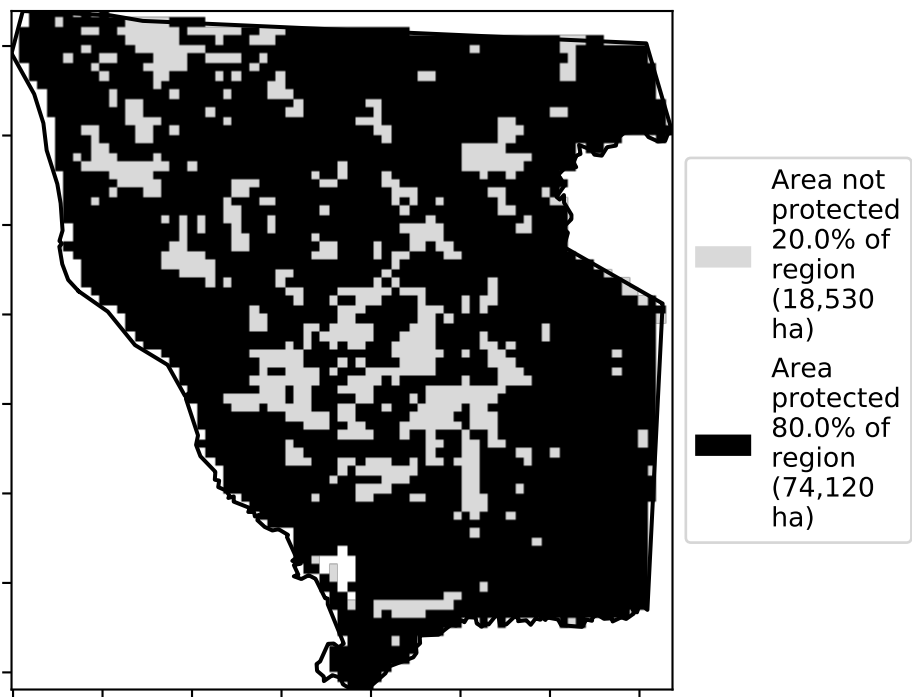 Area not
protected
20.0% of
region
(18,530
ha)
Area
protected
80.0% of
region
(74,120
ha)